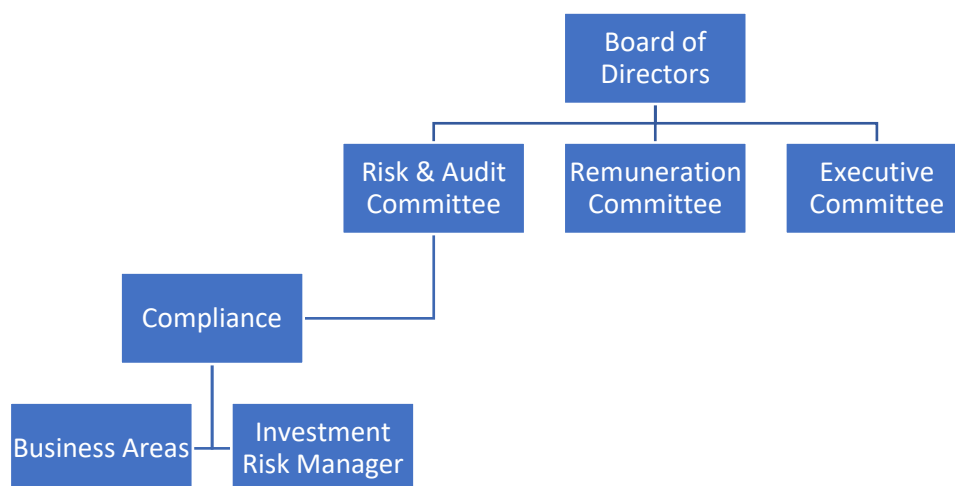 Board of
Directors
Risk & Audit
Committee
Remuneration
Committee
Executive
Committee
Compliance
Business Areas
Investment
Risk Manager